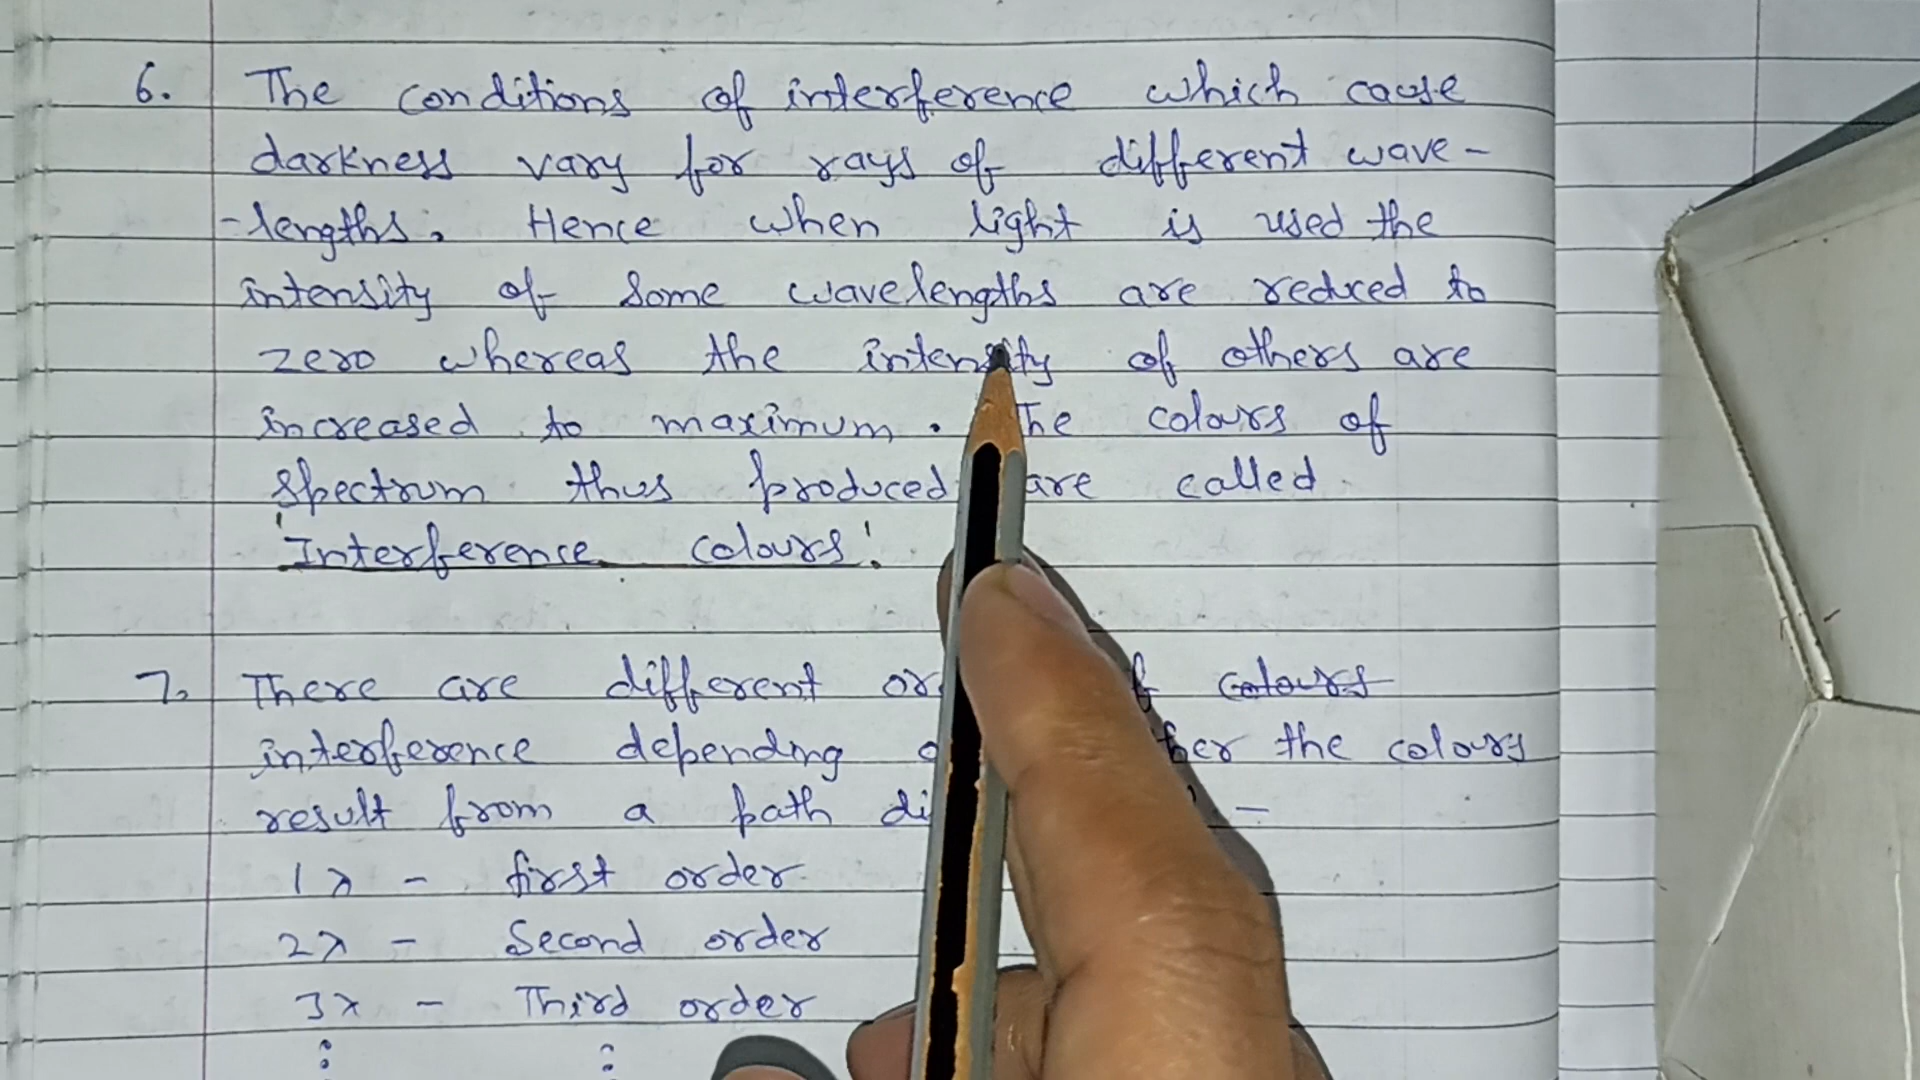 6. The conditions of interference which cause
darkness vary for rays of different wave-
-lengths. Hence when light is used the
intensity of some wavelengths are reduced to
zero whereas the intensity of others are
increased to maximum. The colours of
spectrum thus produced are called
'Interference colours'.
7. There are different colours
interference depending the colours
result from a path
1λ - first order
2λ - Second order
3λ - Third order